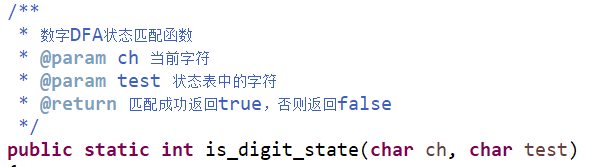 /**
* 数字DFA状态匹配函数
* @param ch 当前字符
* @param test 状态表中的字符
* @return 匹配成功返回true，否则返回false
*/
public static int is_digit_state(char ch, char test)